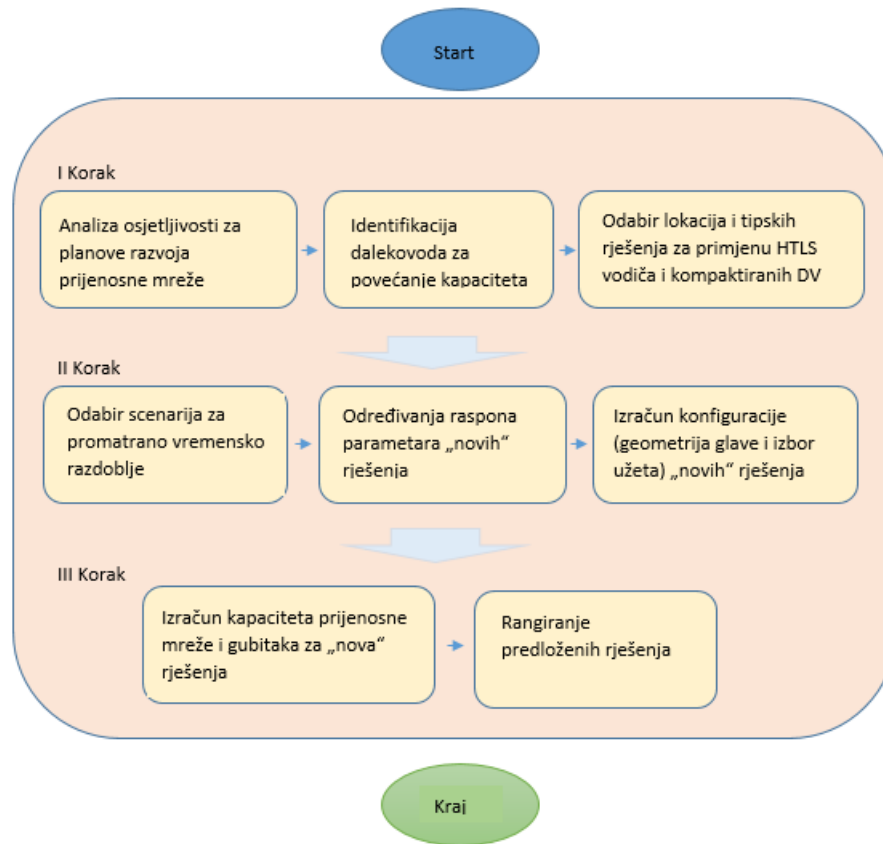 Start
I Korak
Analiza osjetljivosti za
planove razvoja
prijenosne mreže
Identifikacija
dalekovoda za
povećanje kapaciteta
Odabir lokacija i tipskih
rješenja za primjenu HTLS
vodiča i kompaktiranih DV
II Korak
Odabir scenarija za
promatrano vremensko
razdoblje
Određivanja raspona
parametara „novih“
rješenja
Izračun konfiguracije
(geometrija glave i izbor
užeta) „novih“ rješenja
III Korak
Izračun kapaciteta prijenosne
mreže i gubitaka za „nova“
rješenja
Rangiranje
predloženih rješenja
Kraj